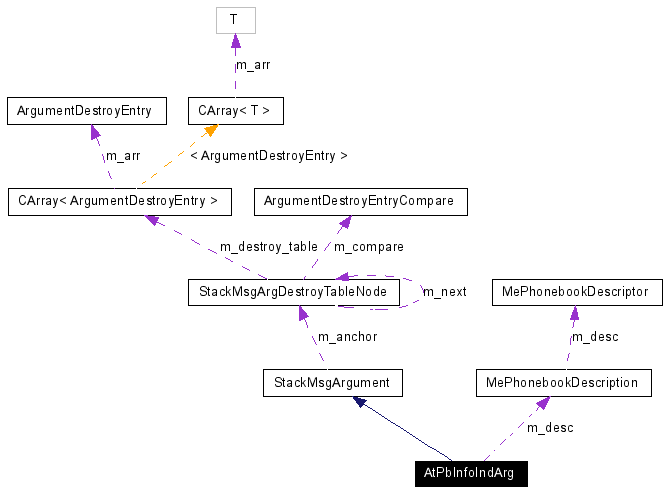 T
m_arr
ArgumentDestroyEntry
CArray< T >
m_arr
< ArgumentDestroyEntry >
CArray< ArgumentDestroyEntry >
ArgumentDestroyEntryCompare
m_destroy_table
m_compare
StackMsgArgDestroyTableNode
m_next
MePhonebookDescriptor
m_anchor
m_desc
StackMsgArgument
MePhonebookDescription
m_desc
AtPbInfoIndArg